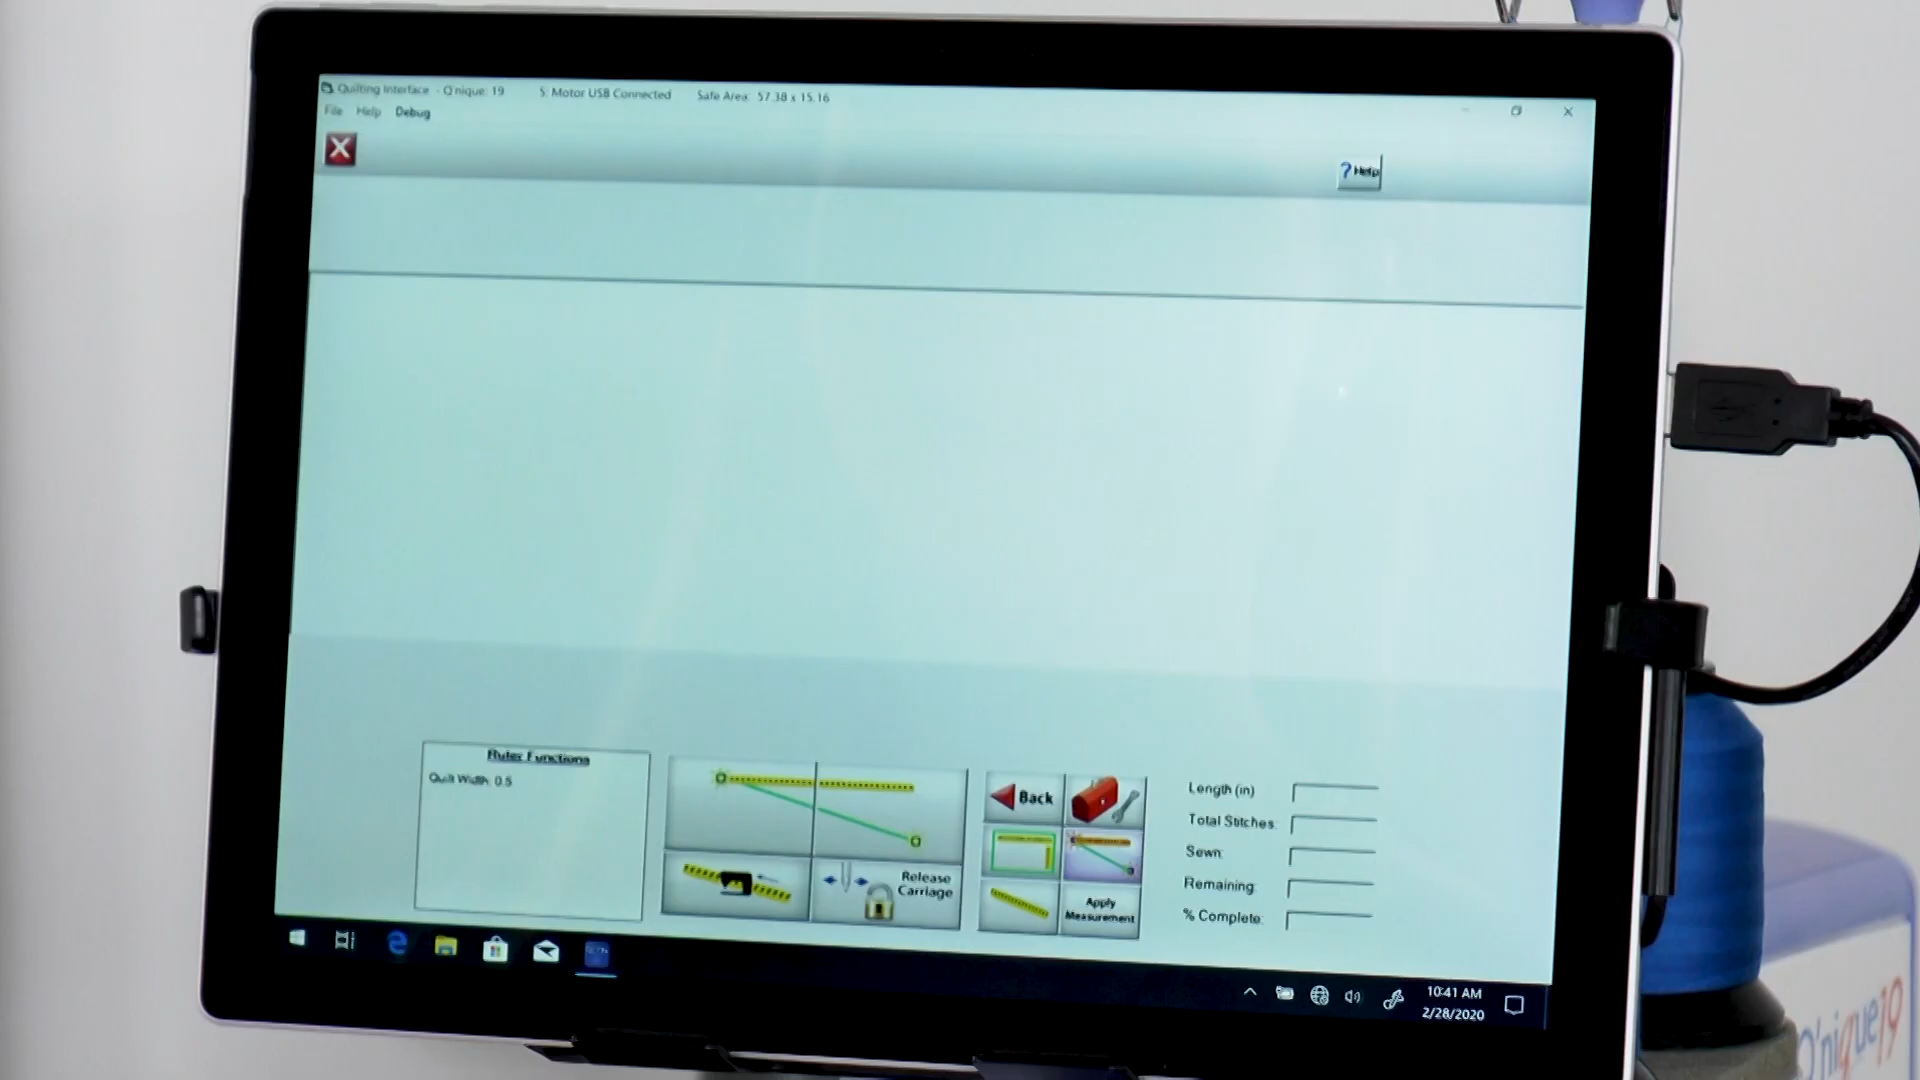 Quilting Interface - Q'nique: 19 S: Motor USB Connected Safe Area: 57.38 x 15.16
File Help Debug
? Help
Ruler Functions
Quilt Width: 0.5
Back
Release
Carriage
Apply
Measurement
Length (in)
Total Stitches:
Sewn:
Remaining:
% Complete:
10:41 AM
2/28/2020
Q'nique19